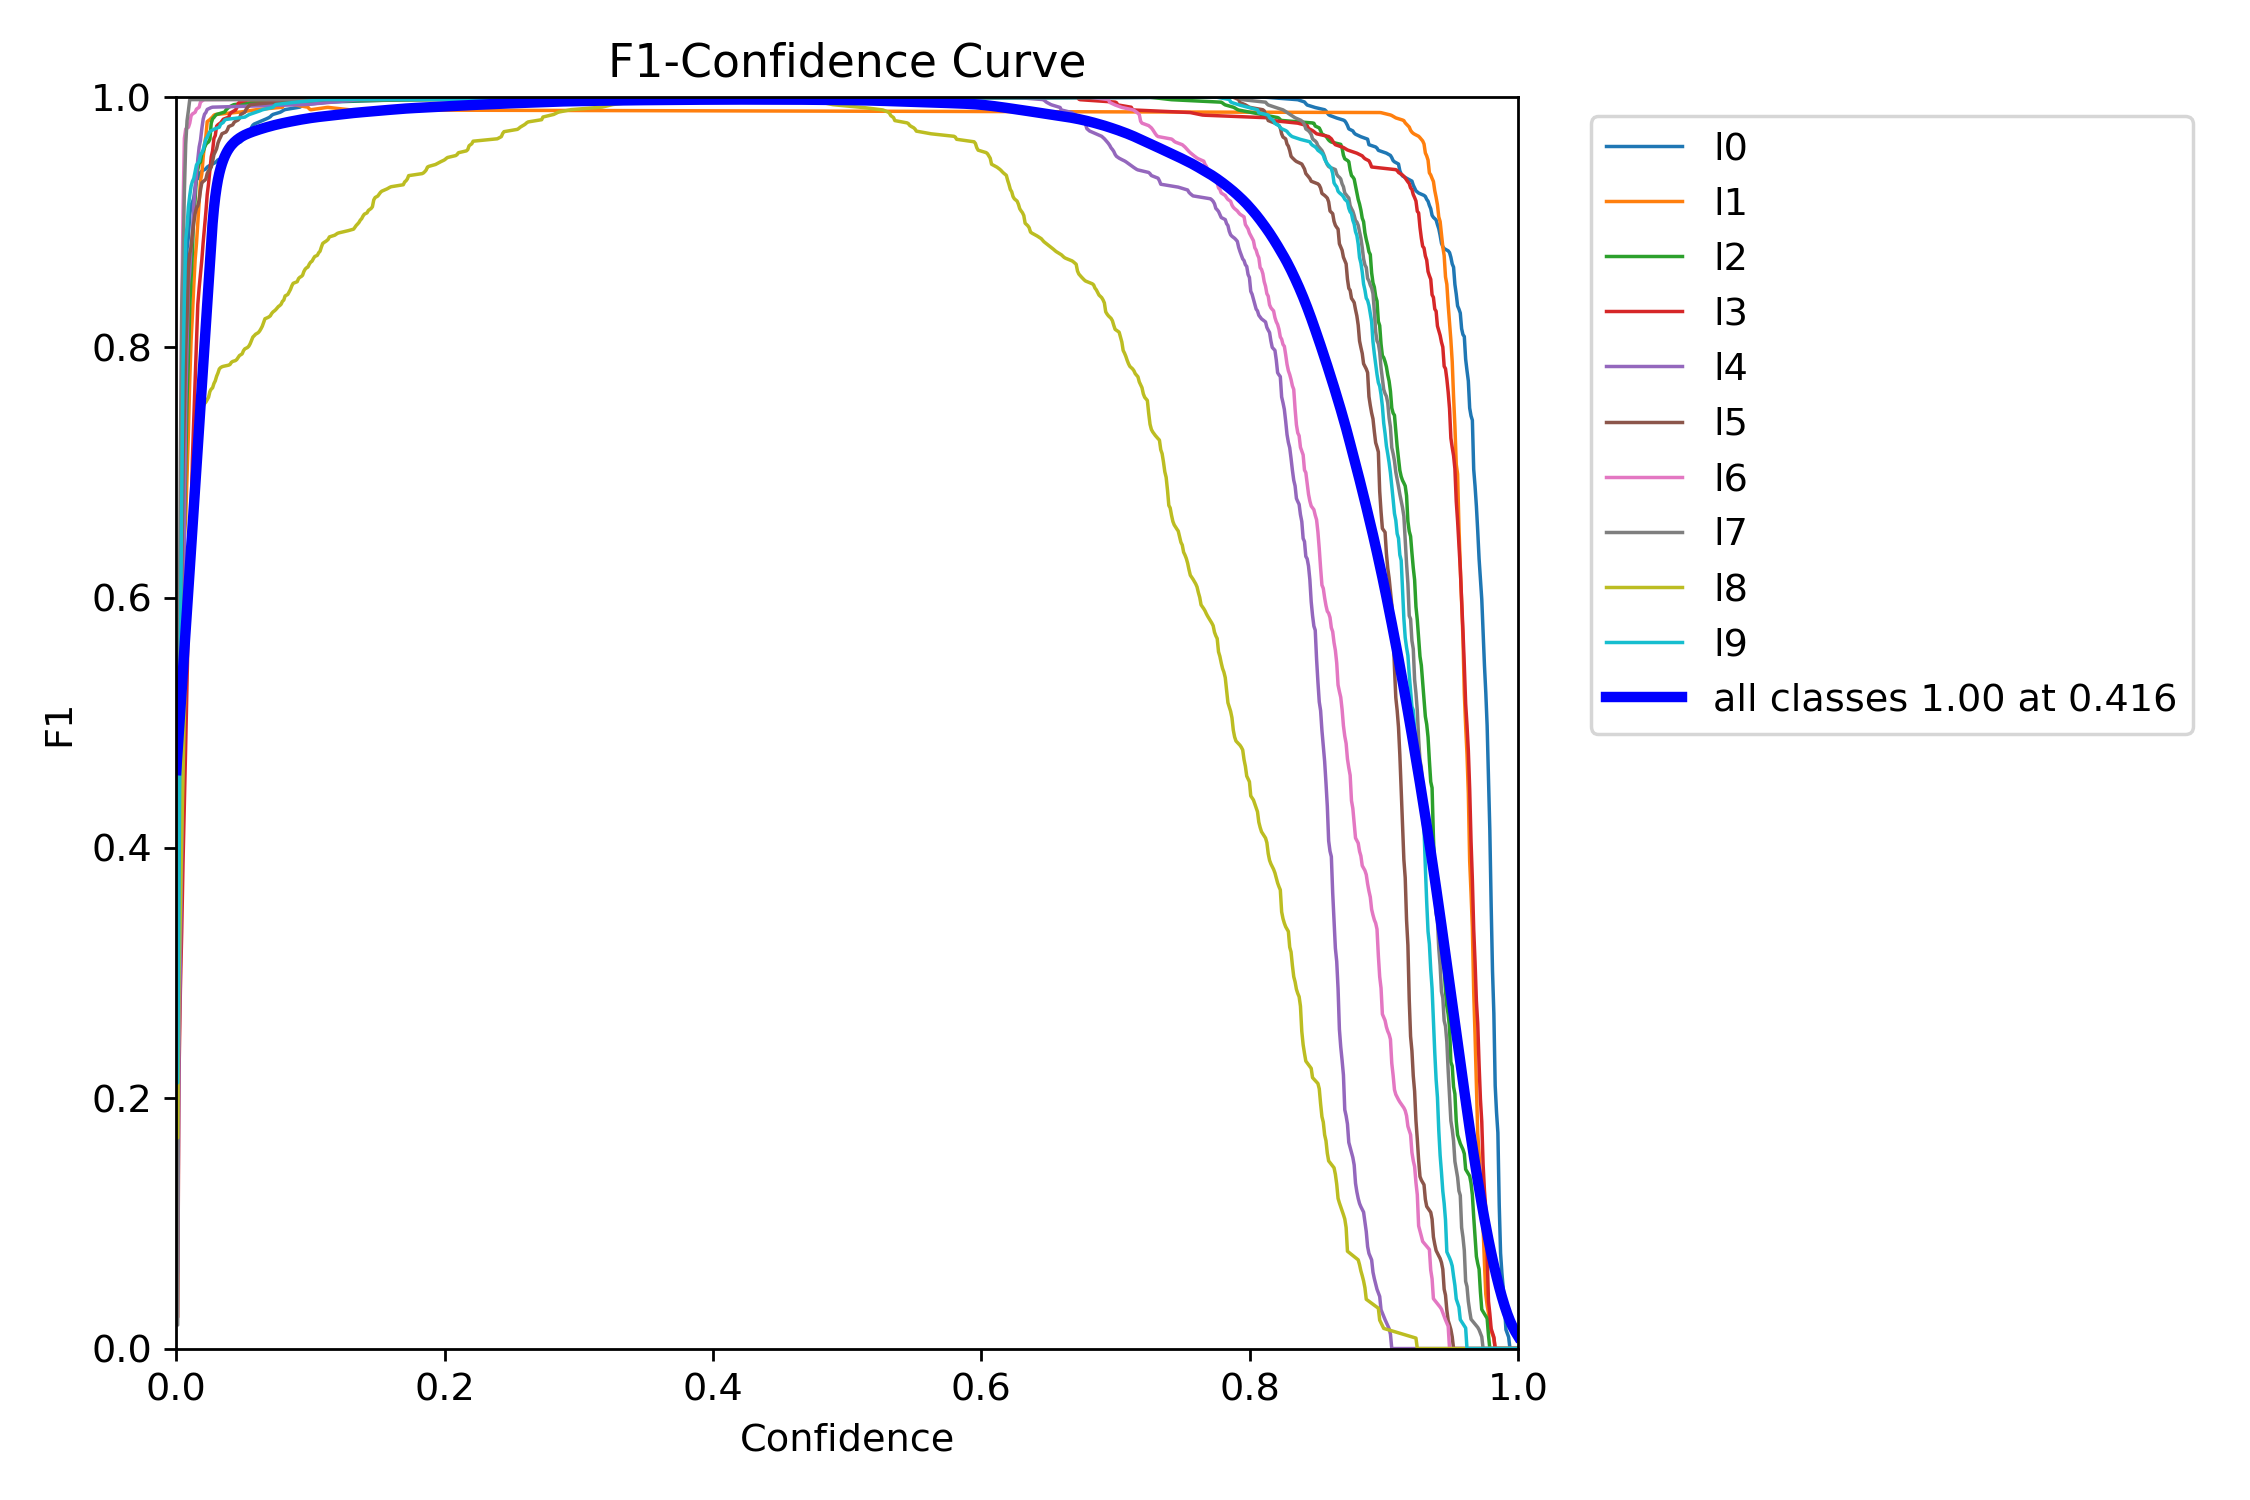 F1-Confidence Curve
1.0
0.8
0.6
0.4
0.2
0.0
F1
0.0 0.2 0.4 0.6 0.8 1.0
Confidence
l0
l1
l2
l3
l4
l5
l6
l7
l8
l9
all classes 1.00 at 0.416